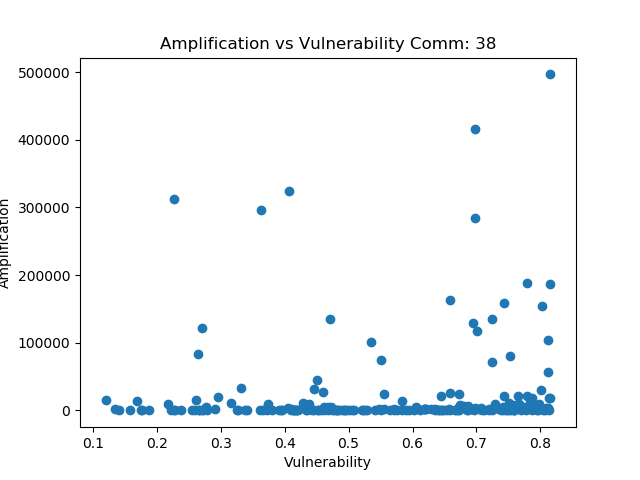 Amplification vs Vulnerability Comm: 38
500000
400000
300000
200000
100000
0
Amplification
0.1 0.2 0.3 0.4 0.5 0.6 0.7 0.8
Vulnerability